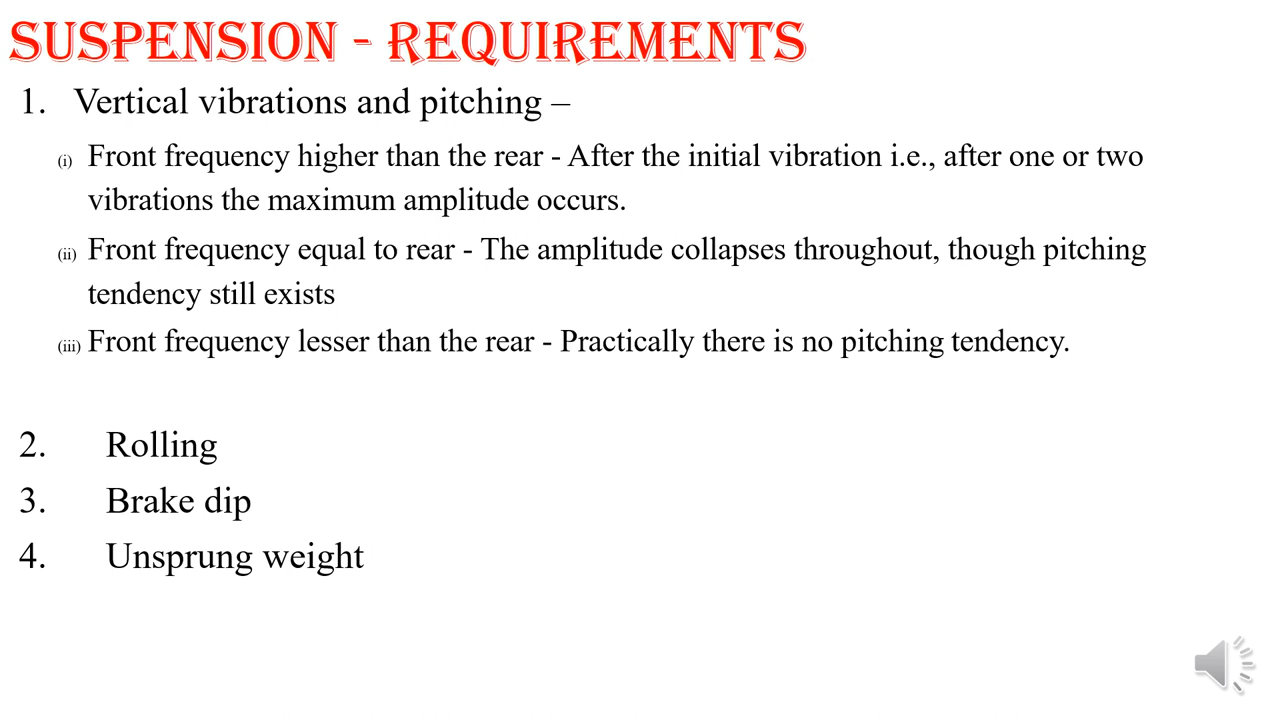 SUSPENSION - REQUIREMENTS
1. Vertical vibrations and pitching –
(i) Front frequency higher than the rear - After the initial vibration i.e., after one or two
vibrations the maximum amplitude occurs.
(ii) Front frequency equal to rear - The amplitude collapses throughout, though pitching
tendency still exists
(iii) Front frequency lesser than the rear - Practically there is no pitching tendency.
2. Rolling
3. Brake dip
4. Unsprung weight